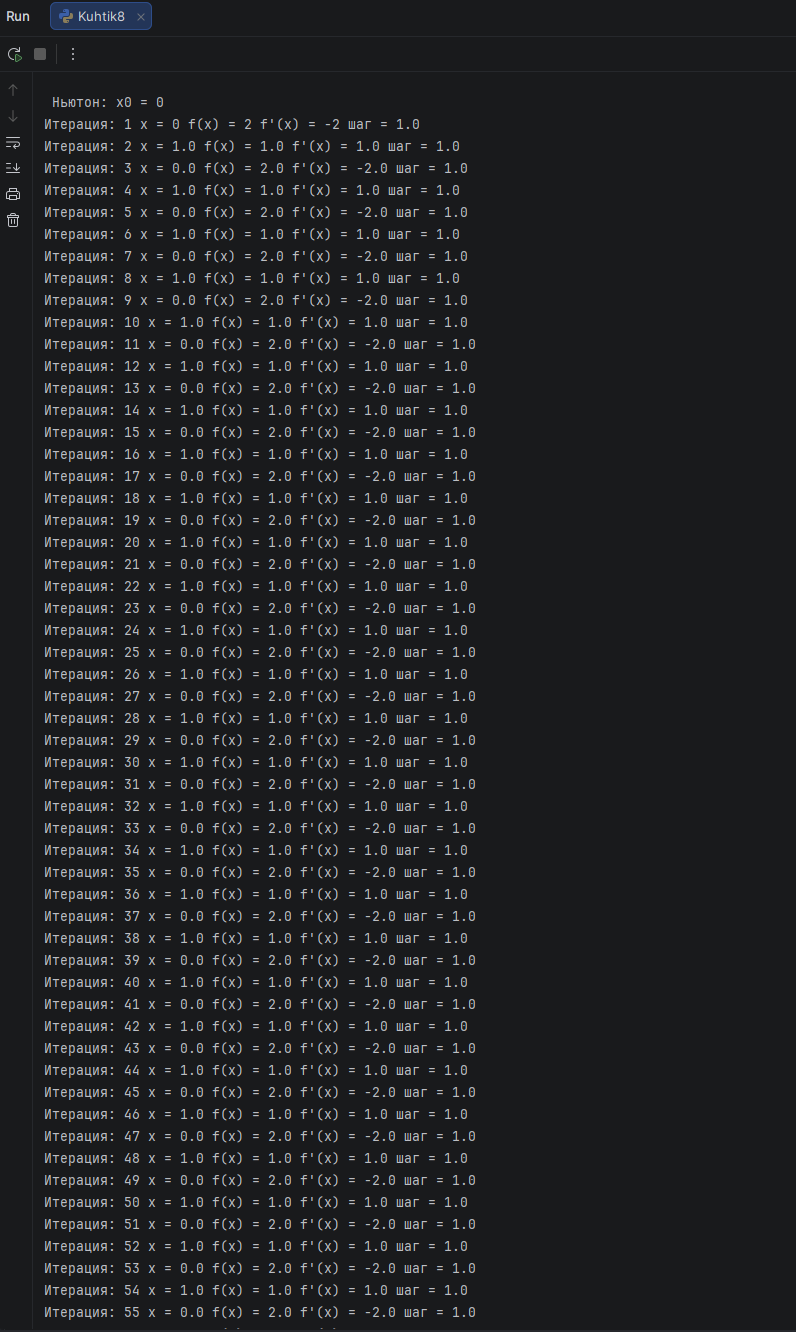 Run Kuhtik8
Ньютон: x0 = 0
Итерация: 1 x = 0 f(x) = 2 f'(x) = -2 шаг = 1.0
Итерация: 2 x = 1.0 f(x) = 1.0 f'(x) = 1.0 шаг = 1.0
Итерация: 3 x = 0.0 f(x) = 2.0 f'(x) = -2.0 шаг = 1.0
Итерация: 4 x = 1.0 f(x) = 1.0 f'(x) = 1.0 шаг = 1.0
Итерация: 5 x = 0.0 f(x) = 2.0 f'(x) = -2.0 шаг = 1.0
Итерация: 6 x = 1.0 f(x) = 1.0 f'(x) = 1.0 шаг = 1.0
Итерация: 7 x = 0.0 f(x) = 2.0 f'(x) = -2.0 шаг = 1.0
Итерация: 8 x = 1.0 f(x) = 1.0 f'(x) = 1.0 шаг = 1.0
Итерация: 9 x = 0.0 f(x) = 2.0 f'(x) = -2.0 шаг = 1.0
Итерация: 10 x = 1.0 f(x) = 1.0 f'(x) = 1.0 шаг = 1.0
Итерация: 11 x = 0.0 f(x) = 2.0 f'(x) = -2.0 шаг = 1.0
Итерация: 12 x = 1.0 f(x) = 1.0 f'(x) = 1.0 шаг = 1.0
Итерация: 13 x = 0.0 f(x) = 2.0 f'(x) = -2.0 шаг = 1.0
Итерация: 14 x = 1.0 f(x) = 1.0 f'(x) = 1.0 шаг = 1.0
Итерация: 15 x = 0.0 f(x) = 2.0 f'(x) = -2.0 шаг = 1.0
Итерация: 16 x = 1.0 f(x) = 1.0 f'(x) = 1.0 шаг = 1.0
Итерация: 17 x = 0.0 f(x) = 2.0 f'(x) = -2.0 шаг = 1.0
Итерация: 18 x = 1.0 f(x) = 1.0 f'(x) = 1.0 шаг = 1.0
Итерация: 19 x = 0.0 f(x) = 2.0 f'(x) = -2.0 шаг = 1.0
Итерация: 20 x = 1.0 f(x) = 1.0 f'(x) = 1.0 шаг = 1.0
Итерация: 21 x = 0.0 f(x) = 2.0 f'(x) = -2.0 шаг = 1.0
Итерация: 22 x = 1.0 f(x) = 1.0 f'(x) = 1.0 шаг = 1.0
Итерация: 23 x = 0.0 f(x) = 2.0 f'(x) = -2.0 шаг = 1.0
Итерация: 24 x = 1.0 f(x) = 1.0 f'(x) = 1.0 шаг = 1.0
Итерация: 25 x = 0.0 f(x) = 2.0 f'(x) = -2.0 шаг = 1.0
Итерация: 26 x = 1.0 f(x) = 1.0 f'(x) = 1.0 шаг = 1.0
Итерация: 27 x = 0.0 f(x) = 2.0 f'(x) = -2.0 шаг = 1.0
Итерация: 28 x = 1.0 f(x) = 1.0 f'(x) = 1.0 шаг = 1.0
Итерация: 29 x = 0.0 f(x) = 2.0 f'(x) = -2.0 шаг = 1.0
Итерация: 30 x = 1.0 f(x) = 1.0 f'(x) = 1.0 шаг = 1.0
Итерация: 31 x = 0.0 f(x) = 2.0 f'(x) = -2.0 шаг = 1.0
Итерация: 32 x = 1.0 f(x) = 1.0 f'(x) = 1.0 шаг = 1.0
Итерация: 33 x = 0.0 f(x) = 2.0 f'(x) = -2.0 шаг = 1.0
Итерация: 34 x = 1.0 f(x) = 1.0 f'(x) = 1.0 шаг = 1.0
Итерация: 35 x = 0.0 f(x) = 2.0 f'(x) = -2.0 шаг = 1.0
Итерация: 36 x = 1.0 f(x) = 1.0 f'(x) = 1.0 шаг = 1.0
Итерация: 37 x = 0.0 f(x) = 2.0 f'(x) = -2.0 шаг = 1.0
Итерация: 38 x = 1.0 f(x) = 1.0 f'(x) = 1.0 шаг = 1.0
Итерация: 39 x = 0.0 f(x) = 2.0 f'(x) = -2.0 шаг = 1.0
Итерация: 40 x = 1.0 f(x) = 1.0 f'(x) = 1.0 шаг = 1.0
Итерация: 41 x = 0.0 f(x) = 2.0 f'(x) = -2.0 шаг = 1.0
Итерация: 42 x = 1.0 f(x) = 1.0 f'(x) = 1.0 шаг = 1.0
Итерация: 43 x = 0.0 f(x) = 2.0 f'(x) = -2.0 шаг = 1.0
Итерация: 44 x = 1.0 f(x) = 1.0 f'(x) = 1.0 шаг = 1.0
Итерация: 45 x = 0.0 f(x) = 2.0 f'(x) = -2.0 шаг = 1.0
Итерация: 46 x = 1.0 f(x) = 1.0 f'(x) = 1.0 шаг = 1.0
Итерация: 47 x = 0.0 f(x) = 2.0 f'(x) = -2.0 шаг = 1.0
Итерация: 48 x = 1.0 f(x) = 1.0 f'(x) = 1.0 шаг = 1.0
Итерация: 49 x = 0.0 f(x) = 2.0 f'(x) = -2.0 шаг = 1.0
Итерация: 50 x = 1.0 f(x) = 1.0 f'(x) = 1.0 шаг = 1.0
Итерация: 51 x = 0.0 f(x) = 2.0 f'(x) = -2.0 шаг = 1.0
Итерация: 52 x = 1.0 f(x) = 1.0 f'(x) = 1.0 шаг = 1.0
Итерация: 53 x = 0.0 f(x) = 2.0 f'(x) = -2.0 шаг = 1.0
Итерация: 54 x = 1.0 f(x) = 1.0 f'(x) = 1.0 шаг = 1.0
Итерация: 55 x = 0.0 f(x) = 2.0 f'(x) = -2.0 шаг = 1.0